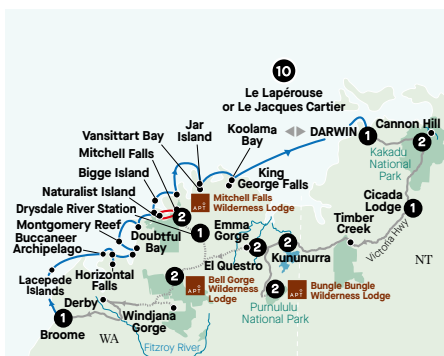 10
Le Lapérouse
or Le Jacques Cartier
Jar
Island
Vansittart Bay
Koolama
Bay
DARWIN
1
Cannon Hill
2
Kakadu
National
Park
Mitchell Falls
Bigge Island
King
George Falls
Naturalist Island
2
APT
Mitchell Falls
Wilderness Lodge
Cicada
Lodge
1
Drysdale River Station
1
Montgomery Reef
Emma
Gorge
Timber
Creek
Victoria Hwy
Buccaneer
Archipelago
Doubtful
Bay
2
2
El Questro
Kununurra
NT
Lacepede
Islands
Horizontal
Falls
2
APT
Bell Gorge
Wilderness
Lodge
2
APT
Bungle Bungle
Wilderness Lodge
Derby
Purnululu
National Park
1
Broome
WA
Windjana
Gorge
Fitzroy River